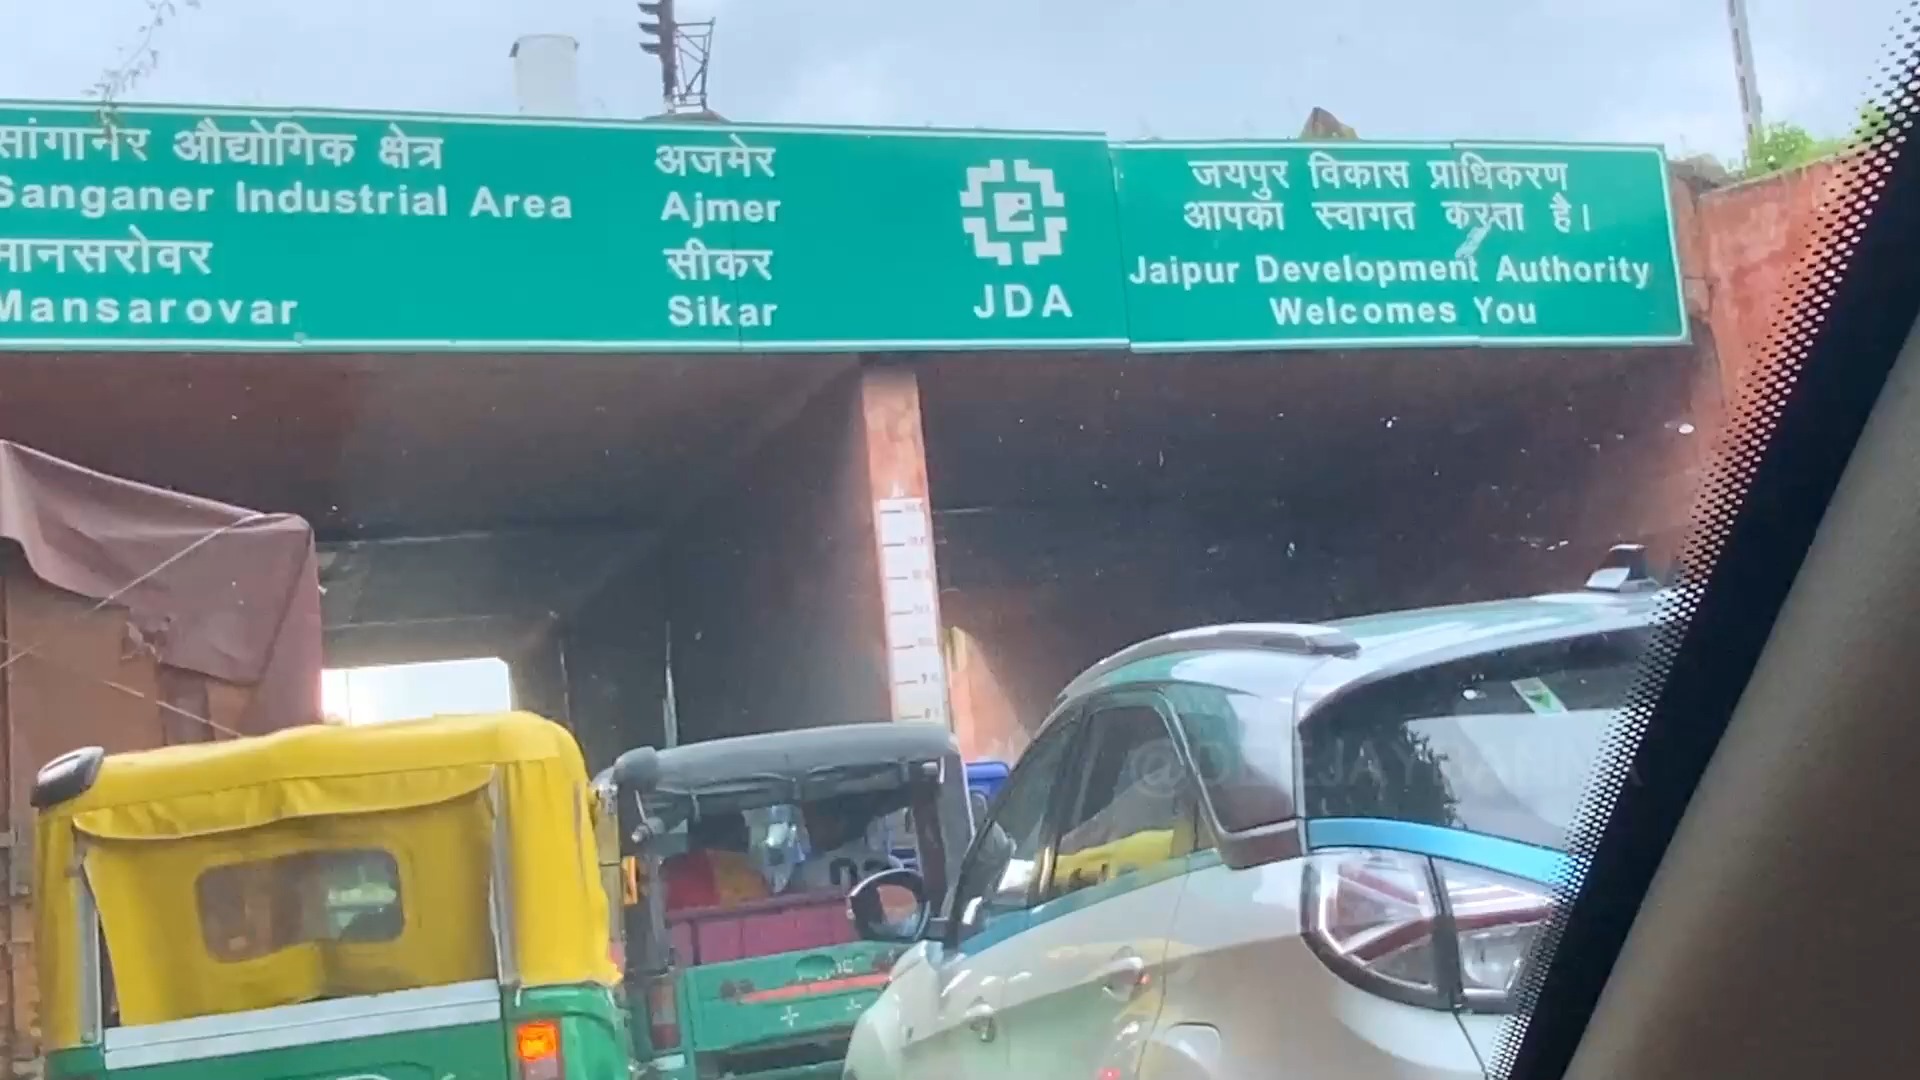 सांगानेर औद्योगिक क्षेत्र
Sanganer Industrial Area
मानसरोवर
Mansarovar
अजमेर
Ajmer
सीकर
Sikar
JDA
जयपुर विकास प्राधिकरण
आपका स्वागत करता है।
Jaipur Development Authority
Welcomes You